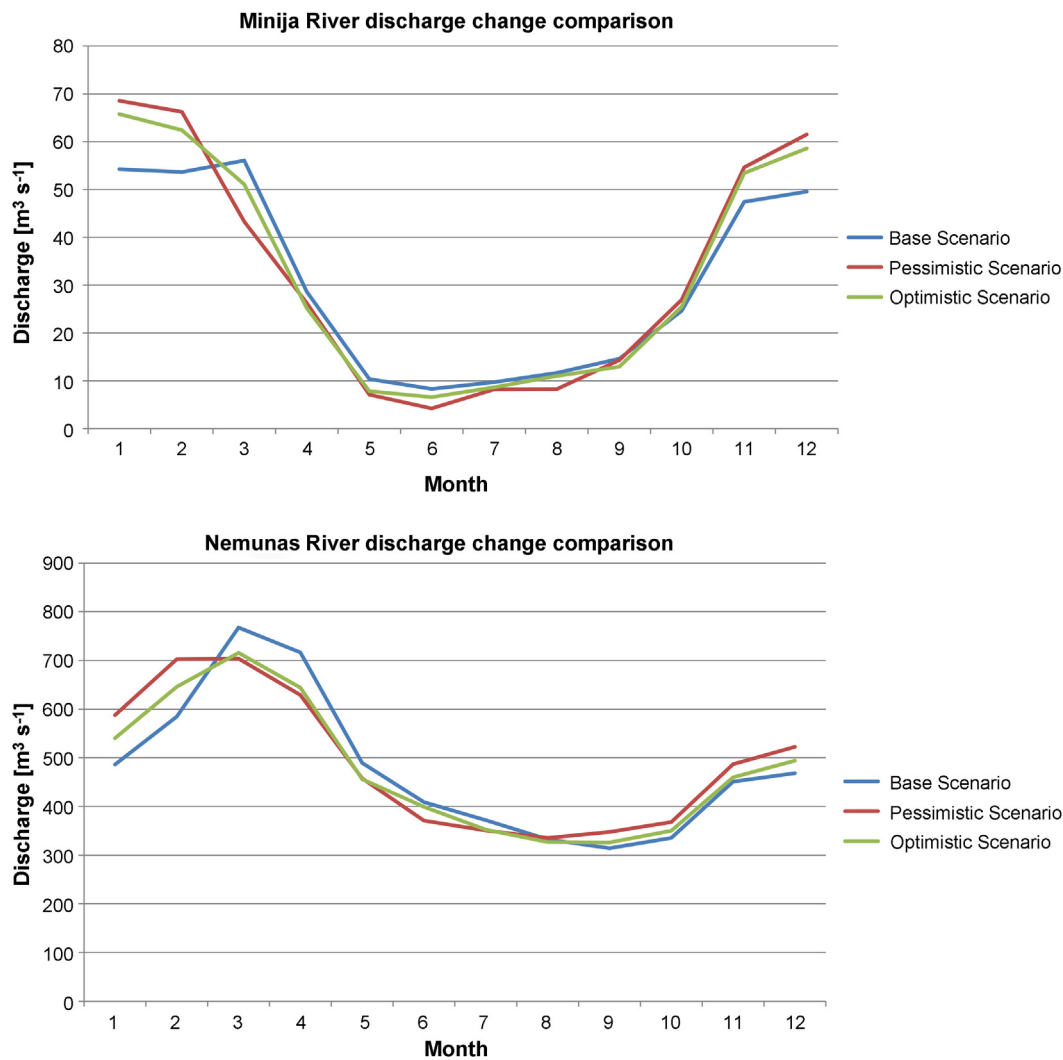 Minija River discharge change comparison
80
70
60
50
40
30
20
10
0
Discharge [m³ s⁻¹]
1 2 3 4 5 6 7 8 9 10 11 12
Month
Base Scenario
Pessimistic Scenario
Optimistic Scenario
Nemunas River discharge change comparison
900
800
700
600
500
400
300
200
100
0
Discharge [m³ s⁻¹]
1 2 3 4 5 6 7 8 9 10 11 12
Month
Base Scenario
Pessimistic Scenario
Optimistic Scenario